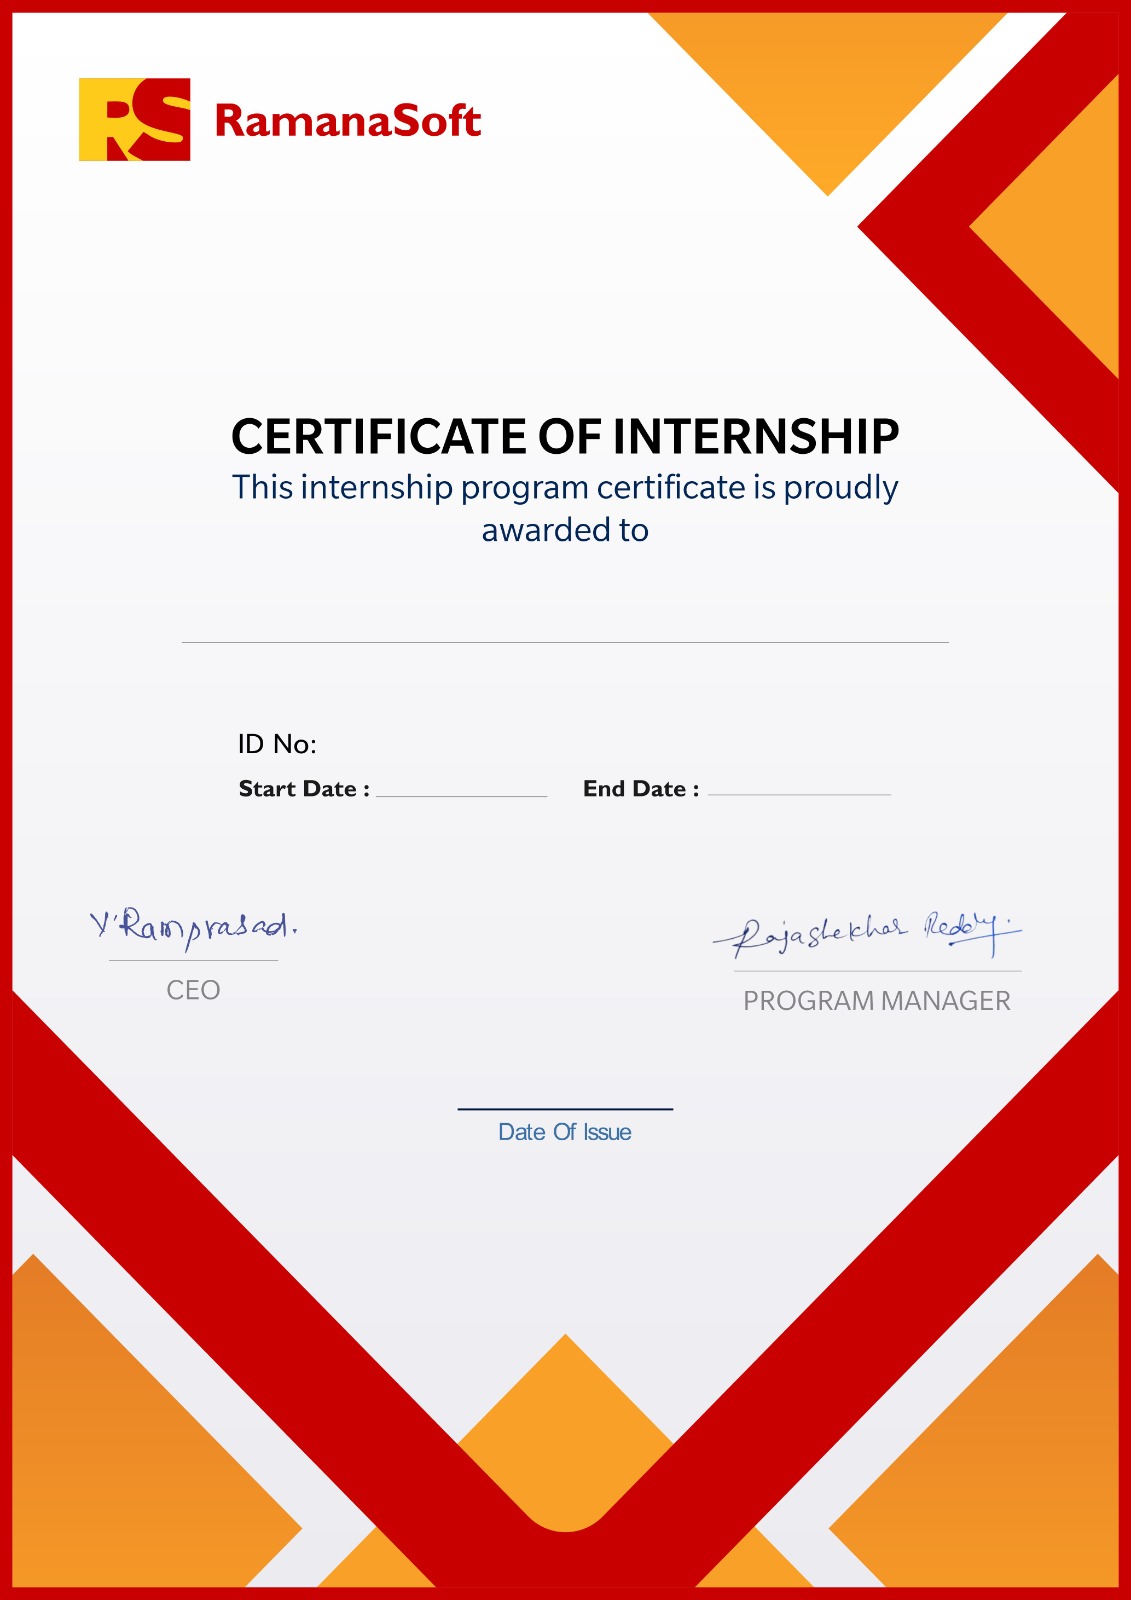 RS RamanaSoft
CERTIFICATE OF INTERNSHIP
This internship program certificate is proudly
awarded to
ID No:
Start Date : End Date :
V'Ramprasad. Rajashekhar Reddy.
CEO
PROGRAM MANAGER
Date Of Issue